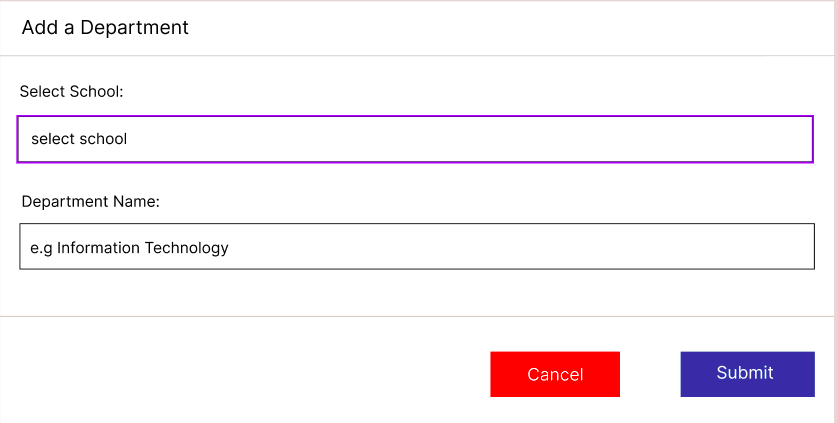 Add a Department
Select School:
select school
Department Name:
e.g Information Technology
Cancel
Submit